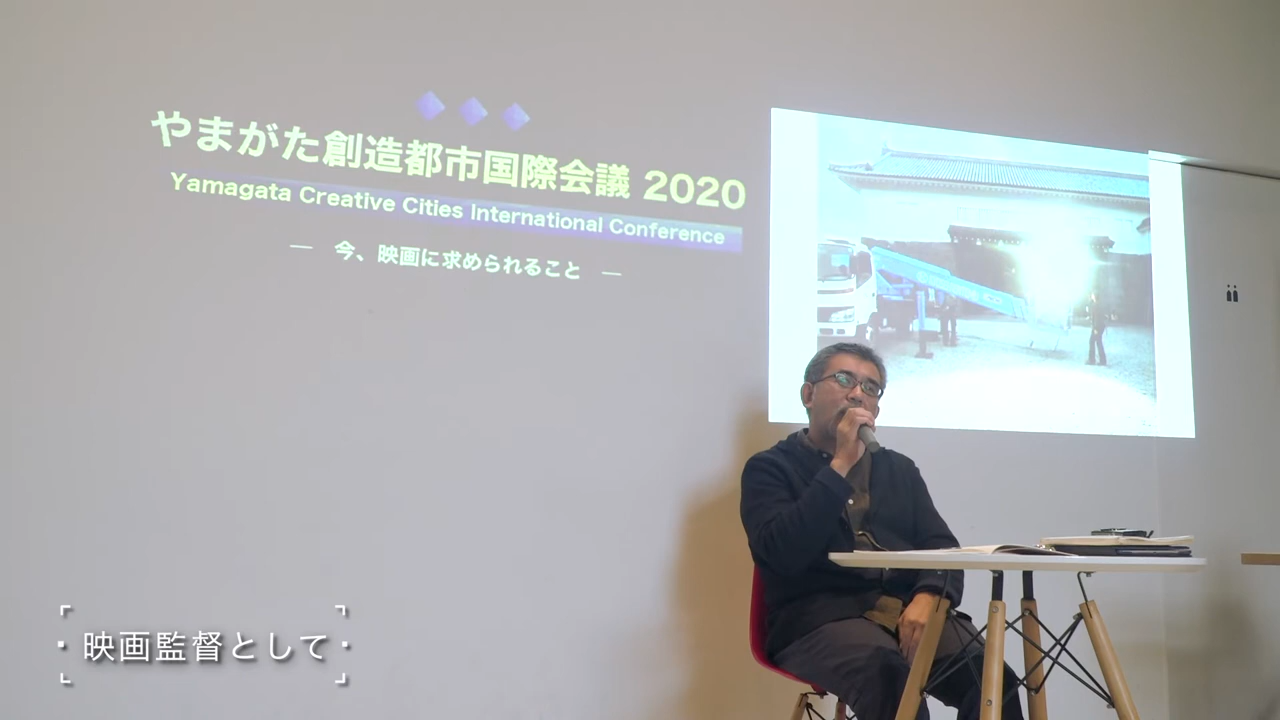 やまがた創造都市国際会議 2020
Yamagata Creative Cities International Conference
― 今、映画に求められること ―
・映画監督として・